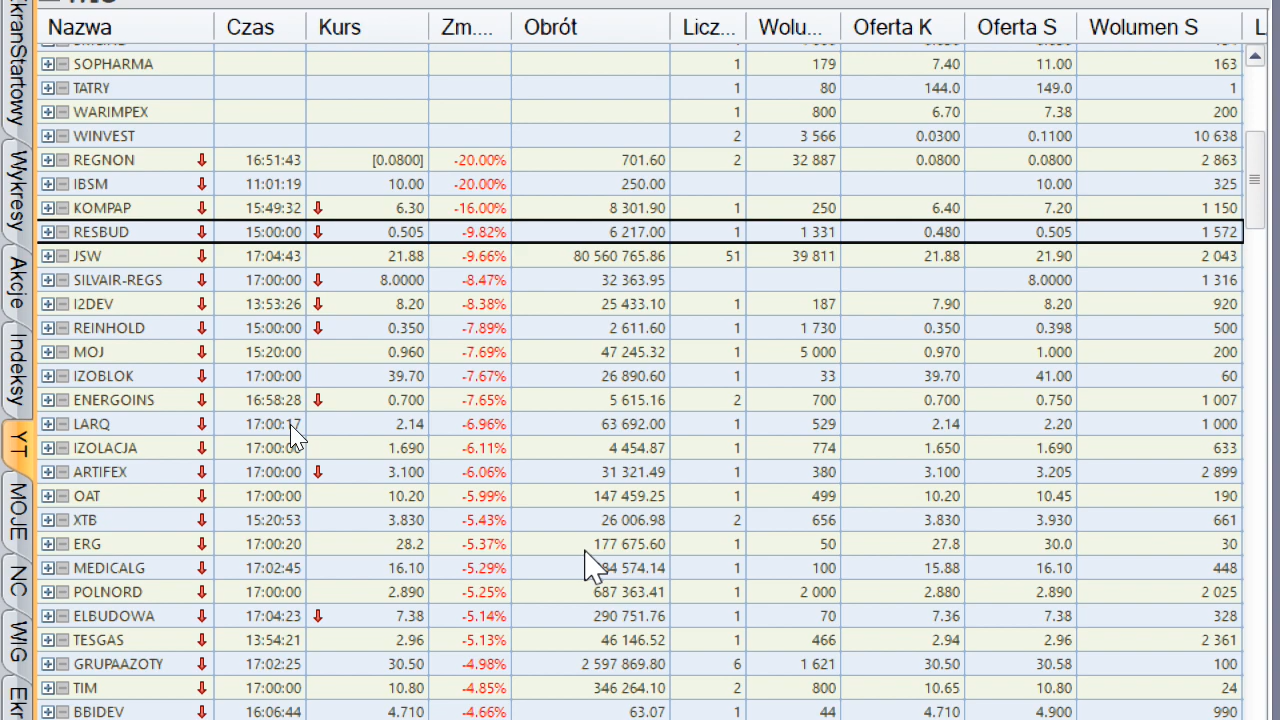 Nazwa Czas Kurs Zm.... Obrót Licz... Wolu... Oferta K Oferta S Wolumen S L
SOPHARMA 1 179 7.40 11.00 163
TATRY 1 80 144.0 149.0 1
WARIMPEX 1 800 6.70 7.38 200
WINVEST 2 3 566 0.0300 0.1100 10 638
REGNON 16:51:43 [0.0800] -20.00% 701.60 2 32 887 0.0800 0.0800 2 863
IBSM 11:01:19 10.00 -20.00% 250.00 10.00 325
KOMPAP 15:49:32 6.30 -16.00% 8 301.90 1 250 6.40 7.20 1 150
RESBUD 15:00:00 0.505 -9.82% 6 217.00 1 1 331 0.480 0.505 1 572
JSW 17:04:43 21.88 -9.66% 80 560 765.86 51 39 811 21.88 21.90 2 043
SILVAIR-REGS 17:00:00 8.0000 -8.47% 32 363.95 8.0000 1 316
I2DEV 13:53:26 8.20 -8.38% 25 433.10 1 187 7.90 8.20 920
REINHOLD 15:00:00 0.350 -7.89% 2 611.60 1 1 730 0.350 0.398 500
MOJ 15:20:00 0.960 -7.69% 47 245.32 1 5 000 0.970 1.000 200
IZOBLOK 17:00:00 39.70 -7.67% 26 890.60 1 33 39.70 41.00 60
ENERGOINS 16:58:28 0.700 -7.65% 5 615.16 2 700 0.700 0.750 1 007
LARQ 17:00:17 2.14 -6.96% 63 692.00 1 529 2.14 2.20 1 000
IZOLACJA 1.690 -6.11% 4 454.87 1 774 1.650 1.690 633
ARTIFEX 17:00:00 3.100 -6.06% 31 321.49 1 380 3.100 3.205 2 899
OAT 17:00:00 10.20 -5.99% 147 459.25 1 499 10.20 10.45 190
XTB 15:20:53 3.830 -5.43% 26 006.98 2 656 3.830 3.930 661
ERG 17:00:20 28.2 -5.37% 177 675.60 1 50 27.8 30.0 30
MEDICALG 17:02:45 16.10 -5.29% 1 100 15.88 16.10 448
POLNORD 17:00:00 2.890 -5.25% 687 363.41 1 2 000 2.880 2.890 2 025
ELBUDOWA 17:04:23 7.38 -5.14% 290 751.76 1 70 7.36 7.38 328
TESGAS 13:54:21 2.96 -5.13% 46 146.52 1 466 2.94 2.96 2 361
GRUPAAZOTY 17:02:25 30.50 -4.98% 2 597 869.80 6 1 621 30.50 30.58 100
TIM 17:00:00 10.80 -4.85% 346 264.10 2 800 10.65 10.80 24
BBIDEV 16:06:44 4.710 -4.66% 63.07 1 44 4.710 4.900 990
EkranStartowy
Wykresy
Akcje
Indeksy
YT
MOJE
NC
WIG
Ekr